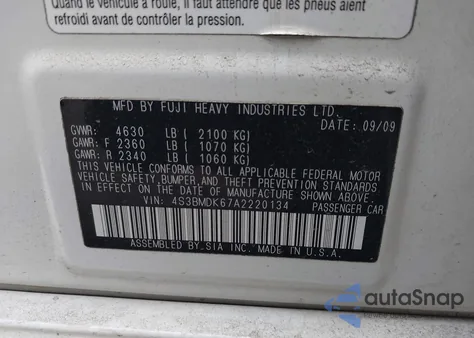 Quand le véhicule a roulé, il faut attendre que les pneus aient
refroidi avant de contrôler la pression.
MFD BY FUJI HEAVY INDUSTRIES LTD.
DATE: 09/09
GVWR: 4630 LB ( 2100 KG)
GAWR: F 2360 LB ( 1070 KG)
GAWR: R 2340 LB ( 1060 KG)
THIS VEHICLE CONFORMS TO ALL APPLICABLE FEDERAL MOTOR
VEHICLE SAFETY, BUMPER, AND THEFT PREVENTION STANDARDS
IN EFFECT ON THE DATE OF MANUFACTURE SHOWN ABOVE.
VIN: 4S3BMDK67A2220134 PASSENGER CAR
ASSEMBLED BY SIA INC. MADE IN U.S.A.
autoSnap